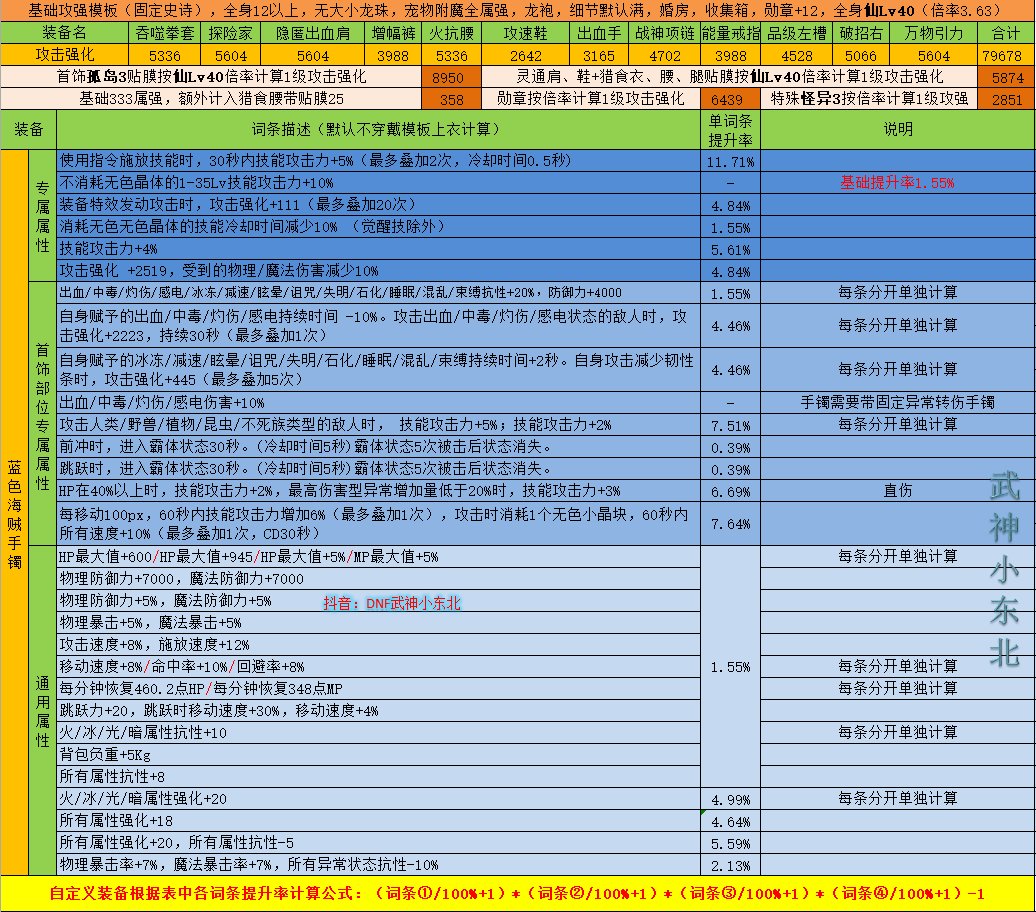 基础攻强模板（固定史诗），全身12以上，无大小龙珠，宠物附魔全属强，龙袍，细节默认满，婚房，收集箱，勋章+12，全身仙Lv40（倍率3.63）
装备名 吞噬拳套 探险家 隐匿出血肩 增幅裤 火抗腰 攻速鞋 出血手 战神项链 能量戒指 品级左槽 破招右 万物引力 合计
攻击强化 5336 5604 5604 3988 5336 2642 3165 4702 3988 4528 5066 5604 79678
首饰孤岛3贴膜按仙Lv40倍率计算1级攻击强化 8950 灵通肩、鞋+猎食衣、腰、腿贴膜按仙Lv40倍率计算1级攻击强化 5874
基础333属强，额外计入猎食腰带贴膜25 358 勋章按倍率计算1级攻击强化 6439 特殊怪异3按倍率计算1级攻强 2851
装备 词条描述（默认不穿戴模板上衣计算） 单词条提升率 说明
蓝色海贼手镯
专属属性
使用指令施放技能时，30秒内技能攻击力+5%（最多叠加2次，冷却时间0.5秒） 11.71%
不消耗无色晶体的1-35Lv技能攻击力+10% － 基础提升率1.55%
装备特效发动攻击时，攻击强化+111（最多叠加20次） 4.84%
消耗无色无色晶体的技能冷却时间减少10% （觉醒技除外） 1.55%
技能攻击力+4% 5.61%
攻击强化 +2519，受到的物理/魔法伤害减少10% 4.84%
首饰部位专属属性
出血/中毒/灼伤/感电/冰冻/减速/眩晕/诅咒/失明/石化/睡眠/混乱/束缚抗性+20%，防御力+4000 1.55% 每条分开单独计算
自身赋予的出血/中毒/灼伤/感电持续时间 -10%。攻击出血/中毒/灼伤/感电状态的敌人时，攻
击强化+2223，持续30秒（最多叠加1次） 4.46% 每条分开单独计算
自身赋予的冰冻/减速/眩晕/诅咒/失明/石化/睡眠/混乱/束缚持续时间+2秒。自身攻击减少韧性
条时，攻击强化+445（最多叠加5次） 4.46% 每条分开单独计算
出血/中毒/灼伤/感电伤害+10% － 手镯需要带固定异常转伤手镯
攻击人类/野兽/植物/昆虫/不死族类型的敌人时， 技能攻击力+5%；技能攻击力+2% 7.51% 每条分开单独计算
前冲时，进入霸体状态30秒。（冷却时间5秒）霸体状态5次被击后状态消失。 0.39%
跳跃时，进入霸体状态30秒。（冷却时间5秒）霸体状态5次被击后状态消失。 0.39%
HP在40%以上时，技能攻击力+2%，最高伤害型异常增加量低于20%时，技能攻击力+3% 6.69% 直伤
每移动100px，60秒内技能攻击力增加6%（最多叠加1次），攻击时消耗1个无色小晶块，60秒内
所有速度+10%（最多叠加1次，CD30秒） 7.64%
通用属性
HP最大值+600/HP最大值+945/HP最大值+5%/MP最大值+5% 每条分开单独计算
物理防御力+7000，魔法防御力+7000
物理防御力+5%，魔法防御力+5% 抖音：DNF武神小东北
物理暴击+5%，魔法暴击+5%
攻击速度+8%，施放速度+12%
移动速度+8%/命中率+10%/回避率+8% 1.55% 每条分开单独计算
每分钟恢复460.2点HP/每分钟恢复348点MP 每条分开单独计算
跳跃力+20，跳跃时移动速度+30%，移动速度+4%
火/冰/光/暗属性抗性+10 每条分开单独计算
背包负重+5Kg
所有属性抗性+8
火/冰/光/暗属性强化+20 4.99% 每条分开单独计算
所有属性强化+18 4.64%
所有属性强化+20，所有属性抗性-5 5.59%
物理暴击率+7%，魔法暴击率+7%，所有异常状态抗性-10% 2.13%
武神小东北
自定义装备根据表中各词条提升率计算公式：（词条①/100%+1）*（词条②/100%+1）*（词条③/100%+1）*（词条④/100%+1）-1